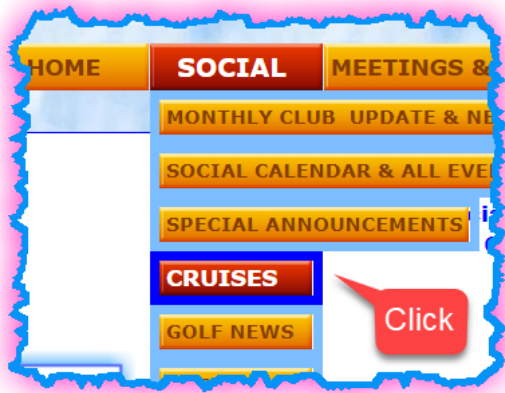 HOME SOCIAL MEETINGS &
MONTHLY CLUB UPDATE & NE
SOCIAL CALENDAR & ALL EVE
SPECIAL ANNOUNCEMENTS
CRUISES
Click
GOLF NEWS